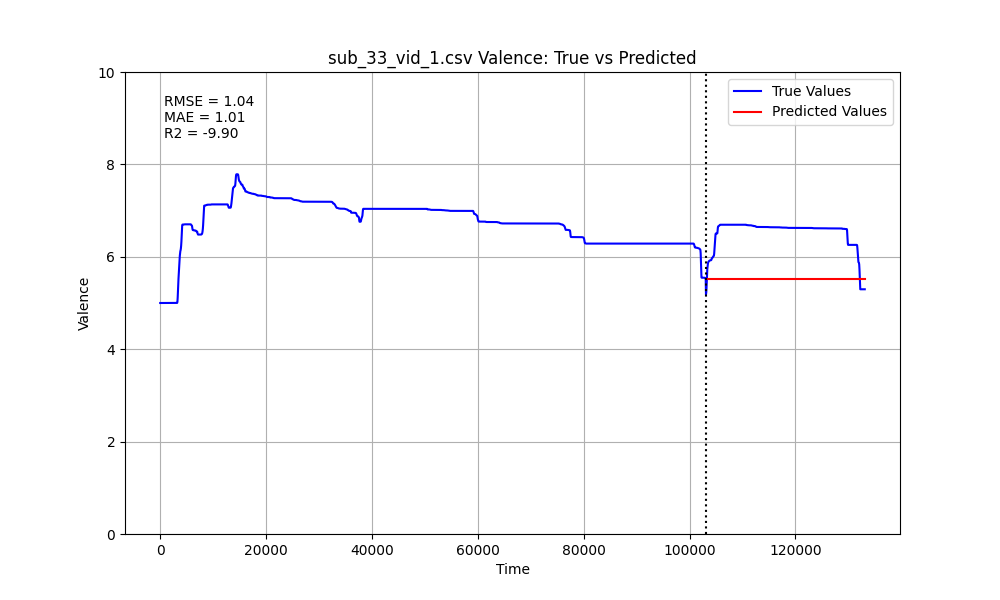 sub_33_vid_1.csv Valence: True vs Predicted
RMSE = 1.04
MAE = 1.01
R2 = -9.90
True Values
Predicted Values
10
8
6
4
2
0
Valence
0 20000 40000 60000 80000 100000 120000
Time